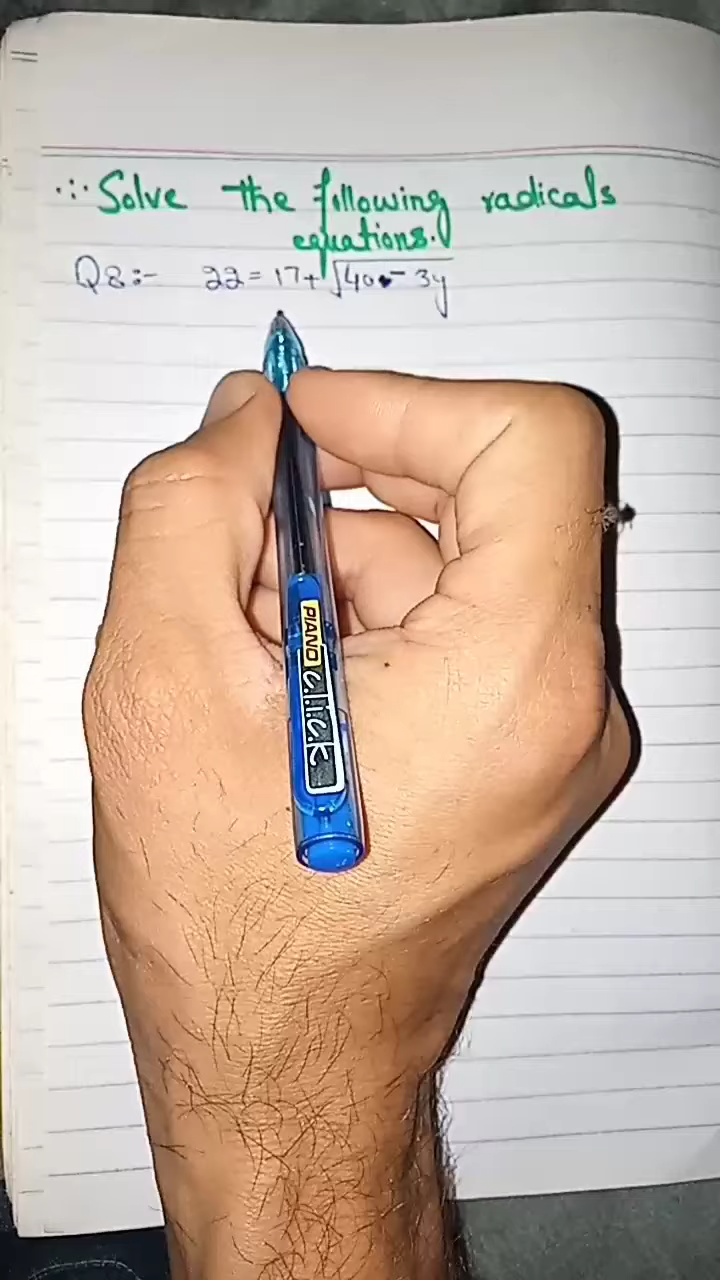 ∴ Solve the following radicals
equations.
Q8:- 22 = 17 + √40 - 3y
PIANO
click